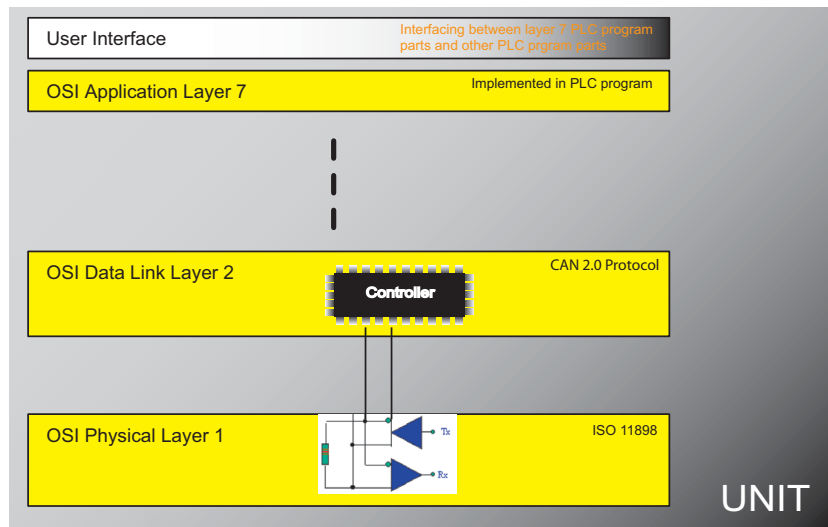 User Interface
Interfacing between layer 7 PLC program
parts and other PLC prgram parts
OSI Application Layer 7
Implemented in PLC program
OSI Data Link Layer 2
CAN 2.0 Protocol
Controller
OSI Physical Layer 1
ISO 11898
Tx
Rx
UNIT